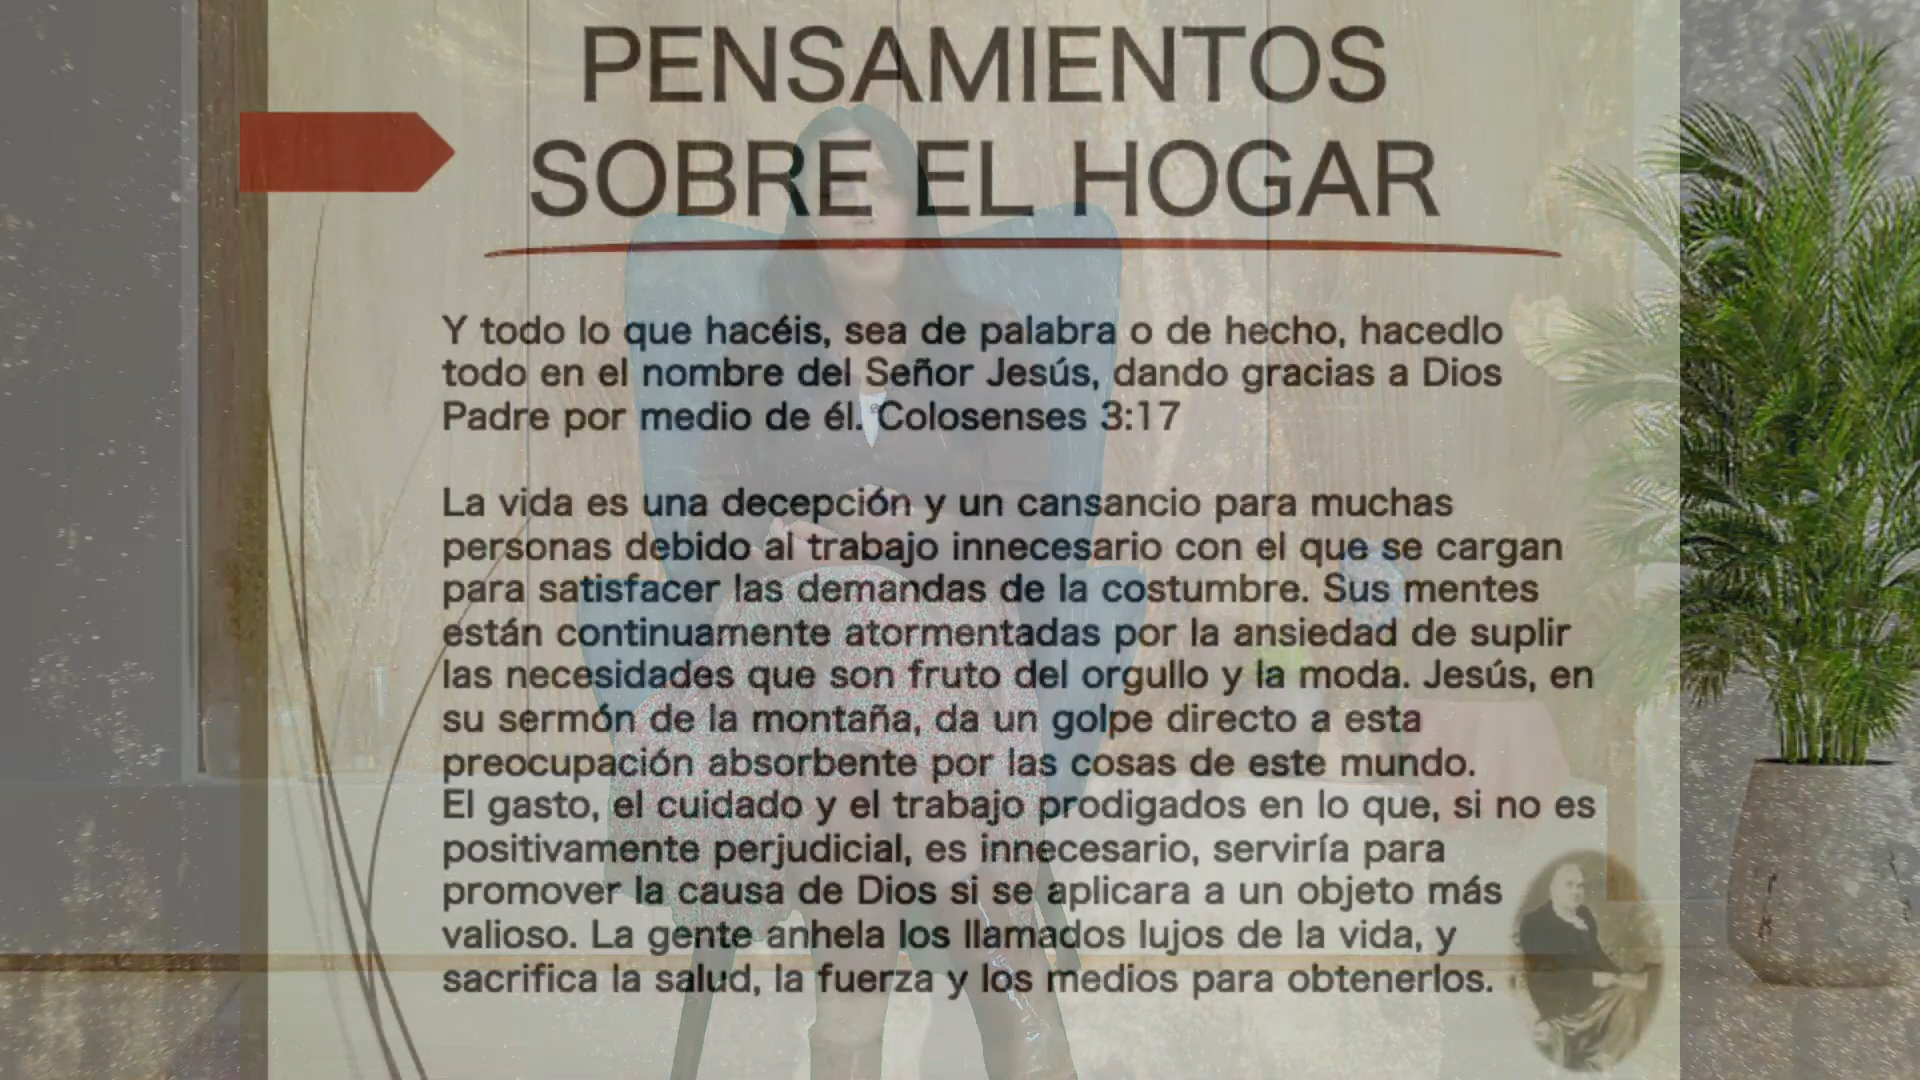 PENSAMIENTOS
SOBRE EL HOGAR
Y todo lo que hacéis, sea de palabra o de hecho, hacedlo
todo en el nombre del Señor Jesús, dando gracias a Dios
Padre por medio de él. Colosenses 3:17
La vida es una decepción y un cansancio para muchas
personas debido al trabajo innecesario con el que se cargan
para satisfacer las demandas de la costumbre. Sus mentes
están continuamente atormentadas por la ansiedad de suplir
las necesidades que son fruto del orgullo y la moda. Jesús, en
su sermón de la montaña, da un golpe directo a esta
preocupación absorbente por las cosas de este mundo.
El gasto, el cuidado y el trabajo prodigados en lo que, si no es
positivamente perjudicial, es innecesario, serviría para
promover la causa de Dios si se aplicara a un objeto más
valioso. La gente anhela los llamados lujos de la vida, y
sacrifica la salud, la fuerza y los medios para obtenerlos.